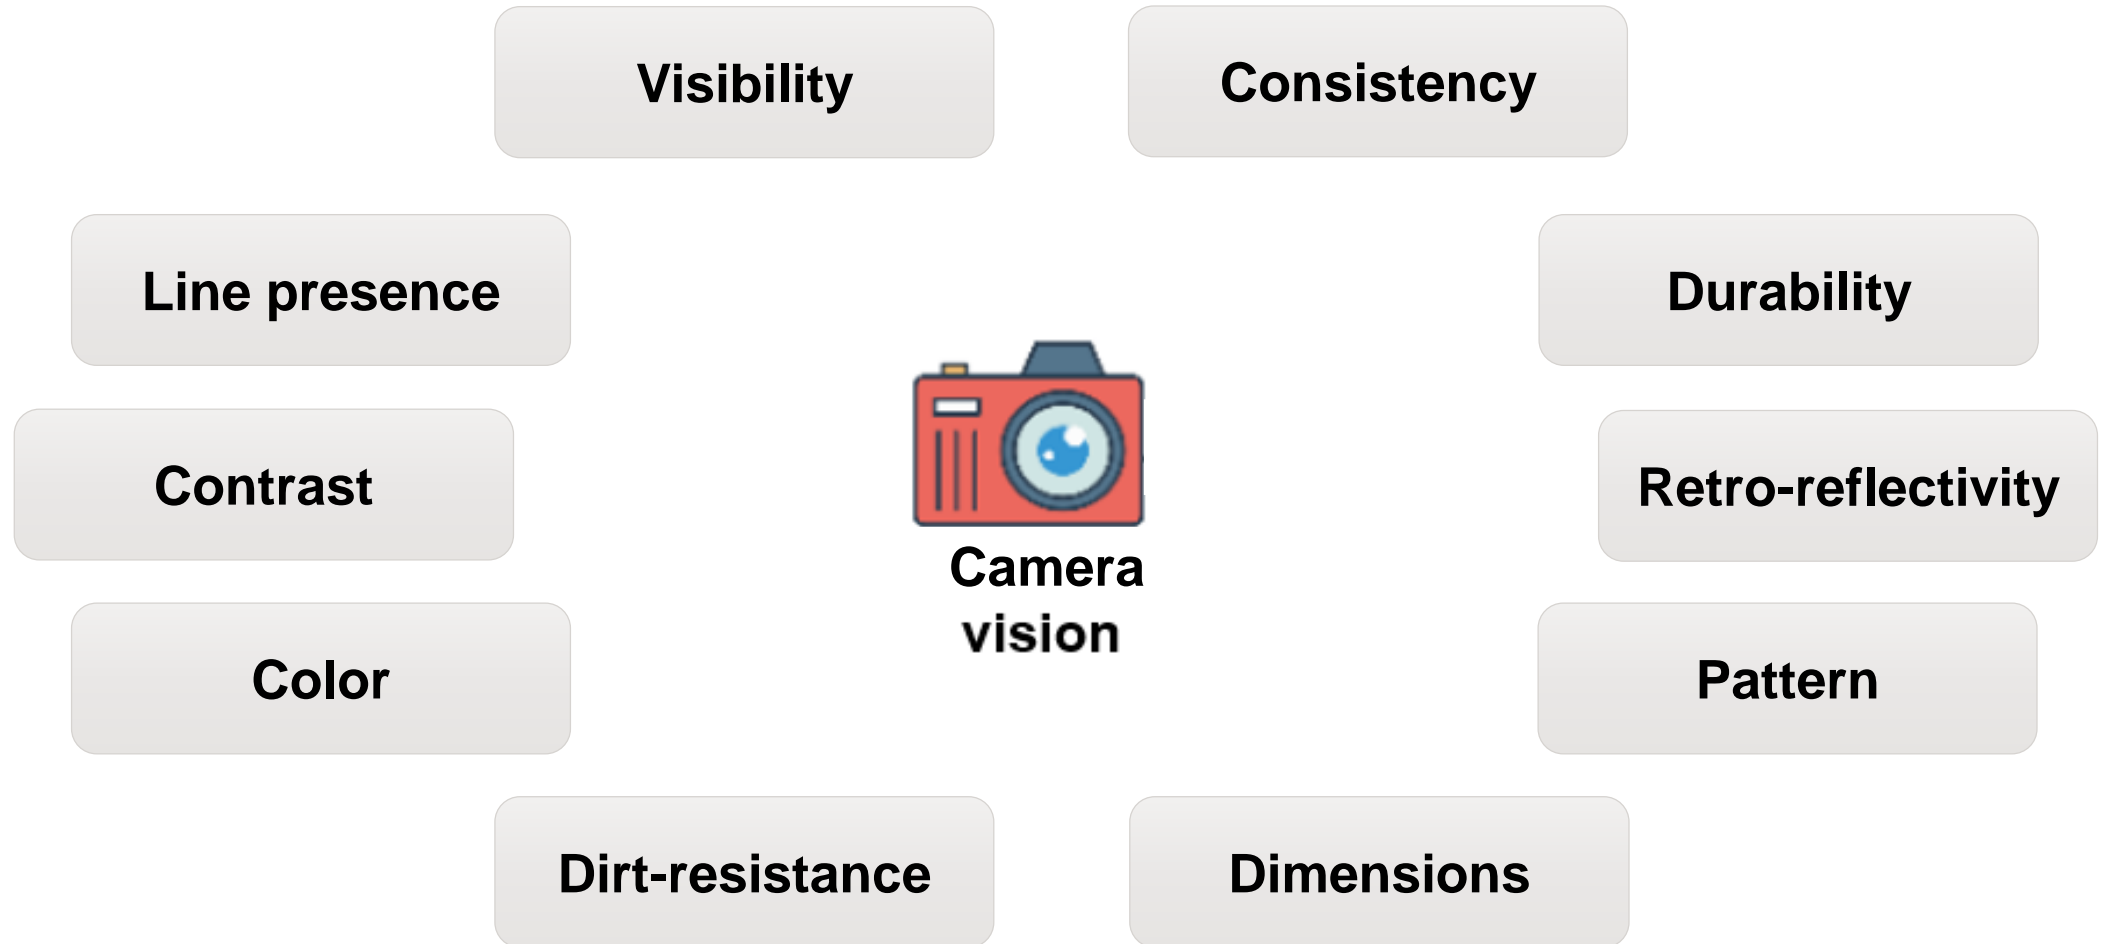 Visibility
Consistency
Line presence
Durability
Contrast
Retro-reflectivity
Camera
vision
Color
Pattern
Dirt-resistance
Dimensions